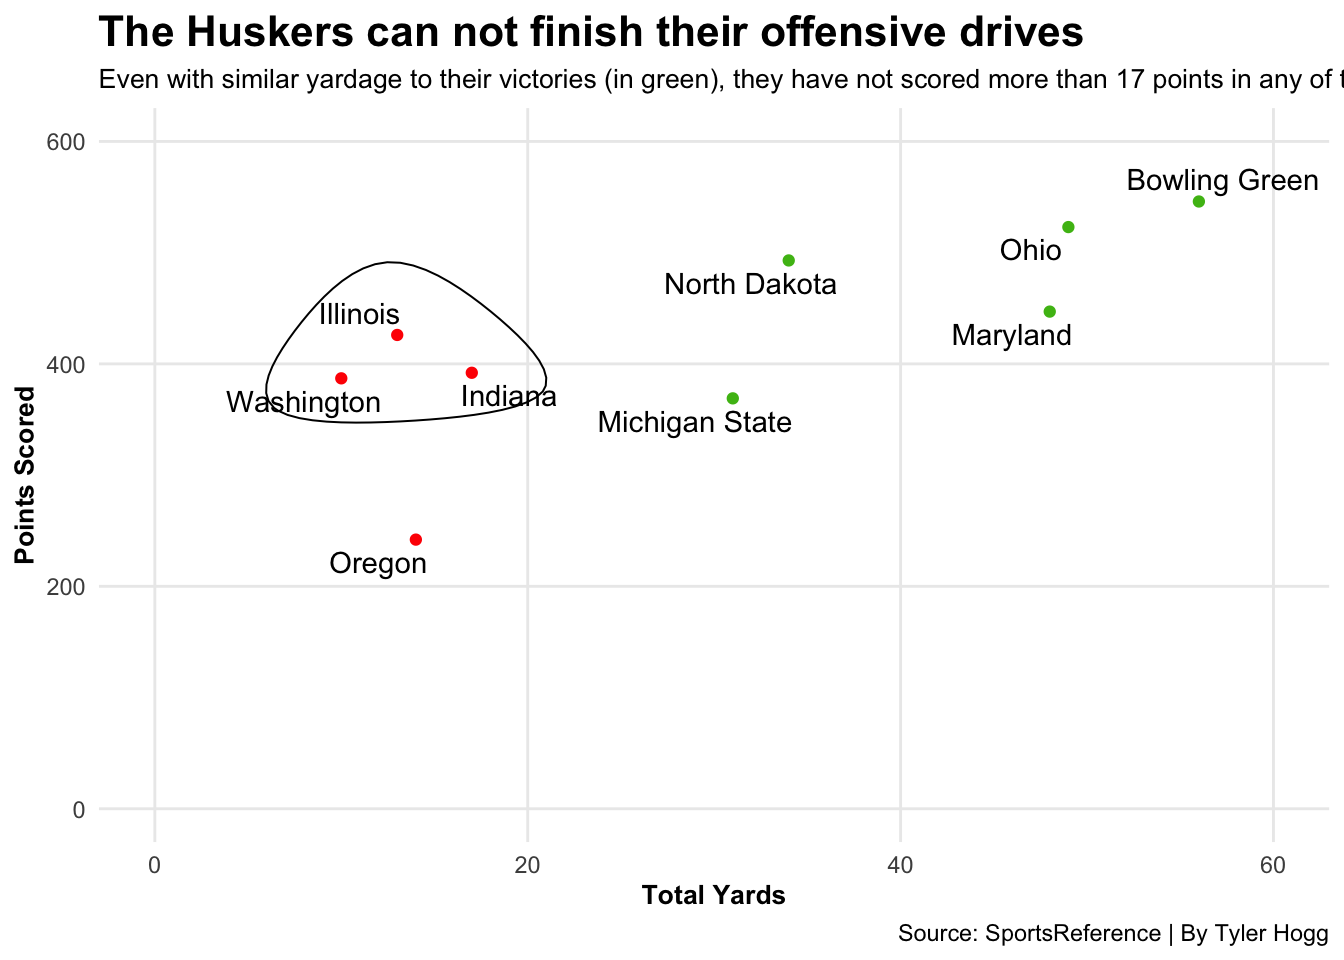 The Huskers can not finish their offensive drives
Even with similar yardage to their victories (in green), they have not scored more than 17 points in any of
600
Bowling Green
Ohio
North Dakota
Illinois
Maryland
400
Washington
Indiana
Michigan State
Points Scored
Oregon
200
0
0 20 40 60
Total Yards
Source: SportsReference | By Tyler Hogg